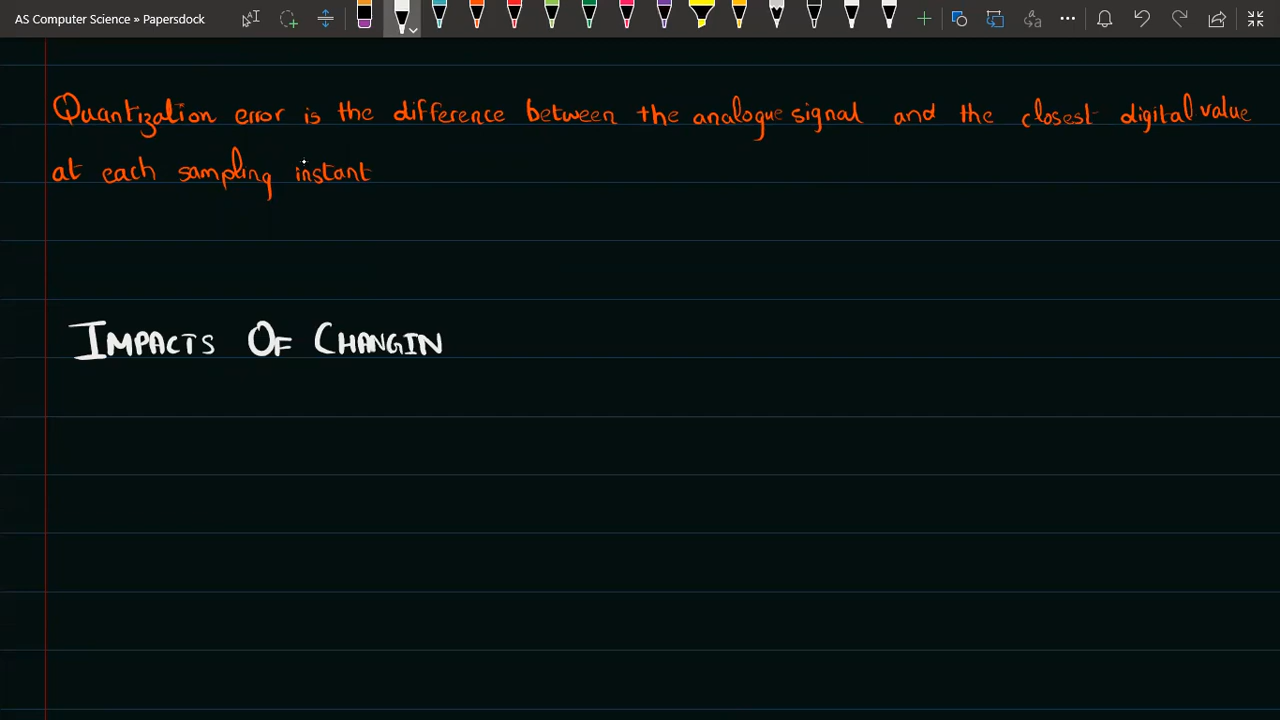 AS Computer Science » Papersdock
Quantization error is the difference between the analogue signal and the closest digital value
at each sampling instant
IMPACTS OF CHANGIN